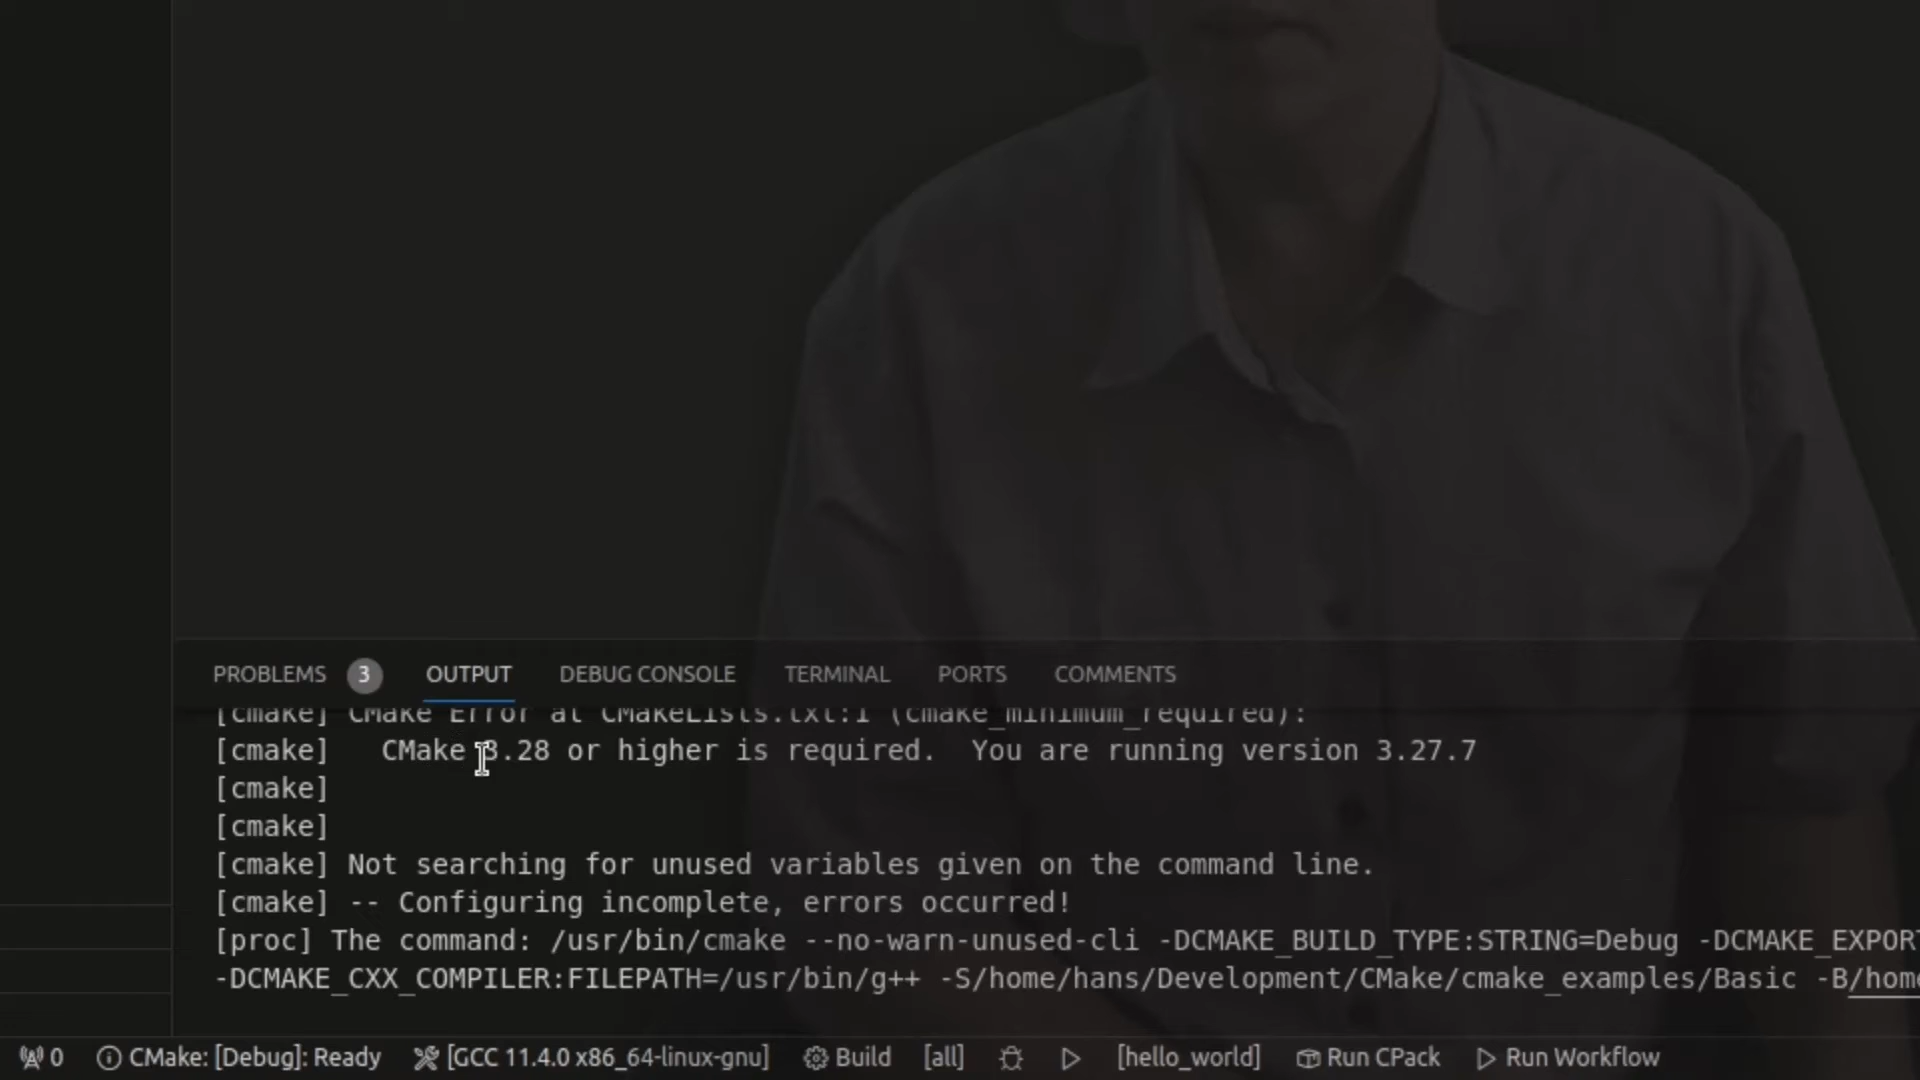 PROBLEMS 3 OUTPUT DEBUG CONSOLE TERMINAL PORTS COMMENTS
[cmake] CMake Error at CMakeLists.txt:1 (cmake_minimum_required):
[cmake]   CMake 3.28 or higher is required.  You are running version 3.27.7
[cmake]
[cmake]
[cmake] Not searching for unused variables given on the command line.
[cmake] -- Configuring incomplete, errors occurred!
[proc] The command: /usr/bin/cmake --no-warn-unused-cli -DCMAKE_BUILD_TYPE:STRING=Debug -DCMAKE_EXPORT
-DCMAKE_CXX_COMPILER:FILEPATH=/usr/bin/g++ -S/home/hans/Development/CMake/cmake_examples/Basic -B/home
0 CMake: [Debug]: Ready [GCC 11.4.0 x86_64-linux-gnu] Build [all] [hello_world] Run CPack Run Workflow